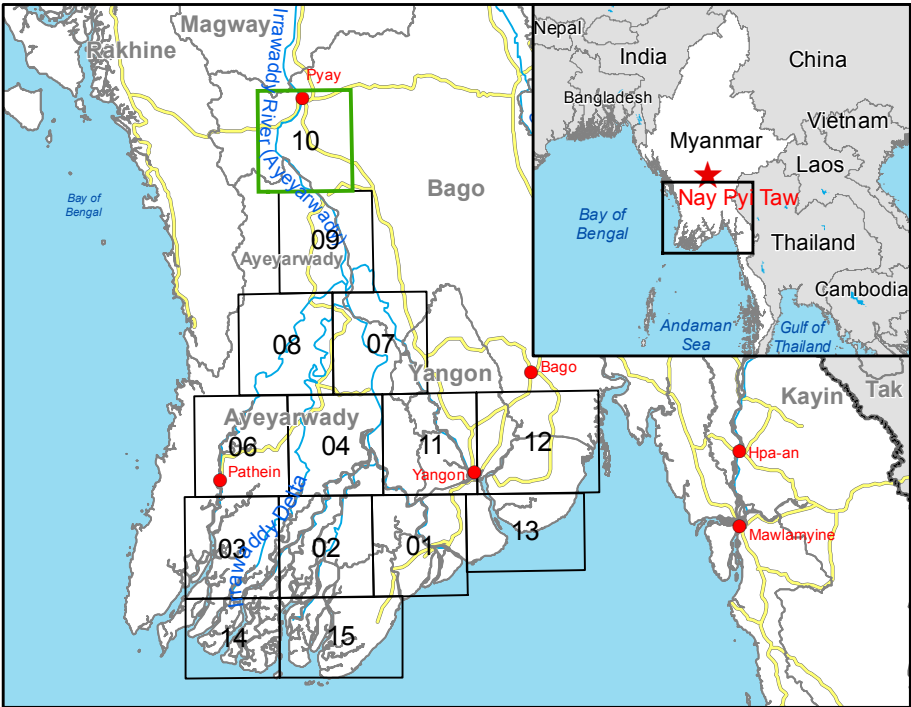 Magway
Rakhine
Irrawaddy River (Ayeyarwady)
Pyay
10
Bago
Bay of
Bengal
09
Ayeyarwady
08
07
Yangon
Bago
Ayeyarwady
06
04
11
12
Pathein
Yangon
Irrawaddy Delta
03
02
01
13
14
15
Kayin
Tak
Hpa-an
Mawlamyine
Nepal
India
China
Bangladesh
Myanmar
Vietnam
Laos
Nay Pyi Taw
Bay of
Bengal
Thailand
Cambodia
Andaman
Sea
Gulf of
Thailand